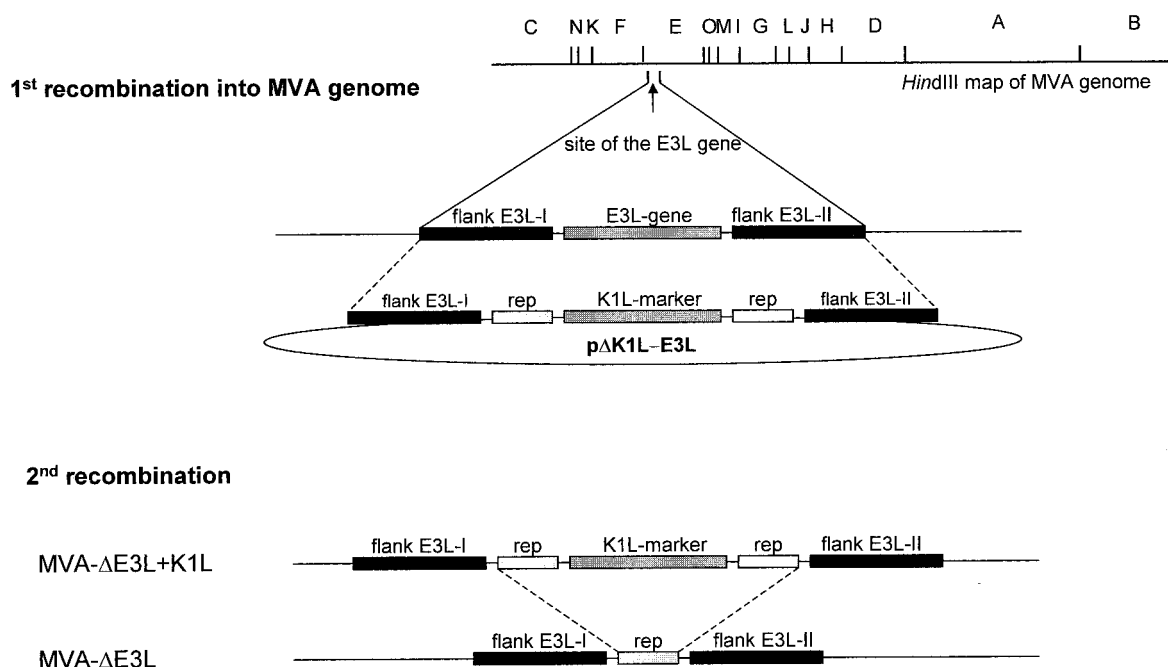 C N K F E O M I G L J H D A B
1st recombination into MVA genome
HindIII map of MVA genome
site of the E3L gene
flank E3L-I E3L-gene flank E3L-II
flank E3L-I rep K1L-marker rep flank E3L-II
pΔK1L-E3L
2nd recombination
MVA-ΔE3L+K1L flank E3L-I rep K1L-marker rep flank E3L-II
MVA-ΔE3L flank E3L-I rep flank E3L-II